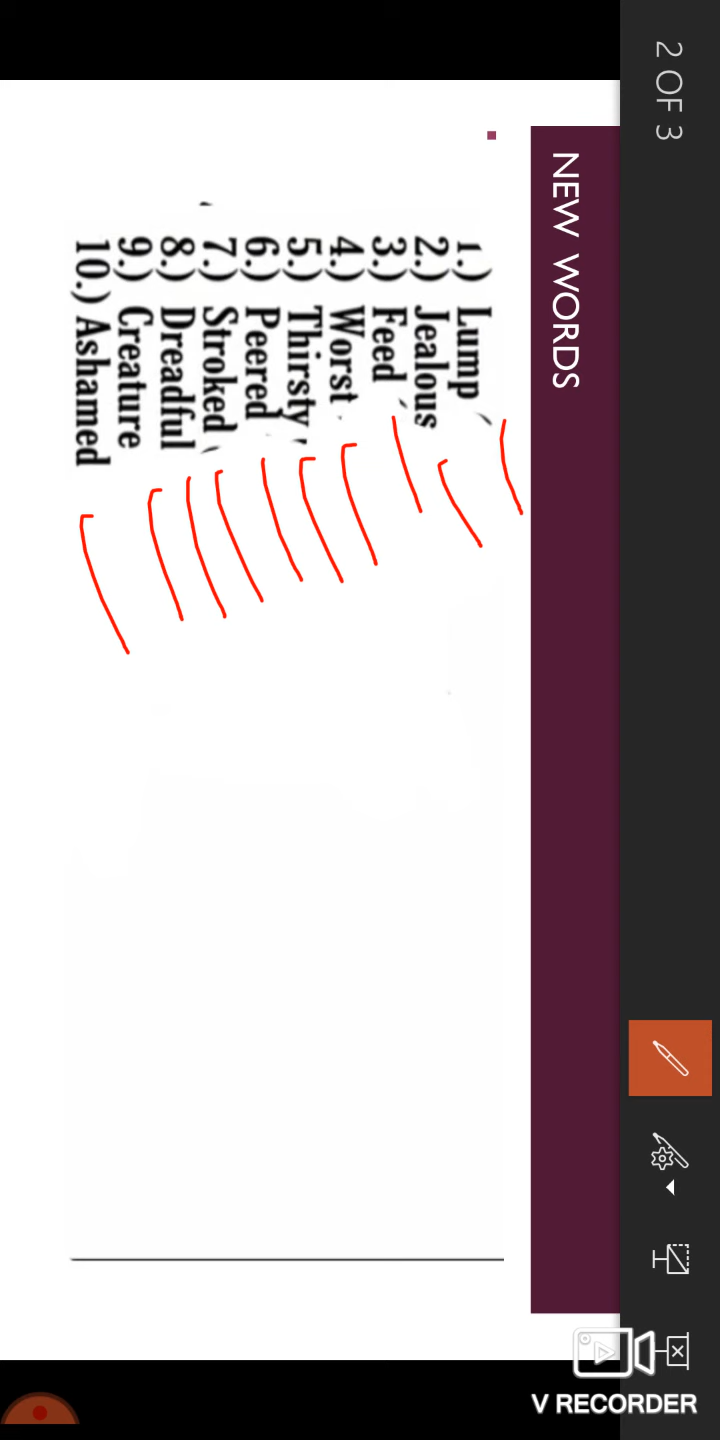 2 OF 3
NEW WORDS
1.) Lump
2.) Jealous
3.) Feed
4.) Worst
5.) Thirsty
6.) Peered
7.) Stroked
8.) Dreadful
9.) Creature
10.) Ashamed
V RECORDER